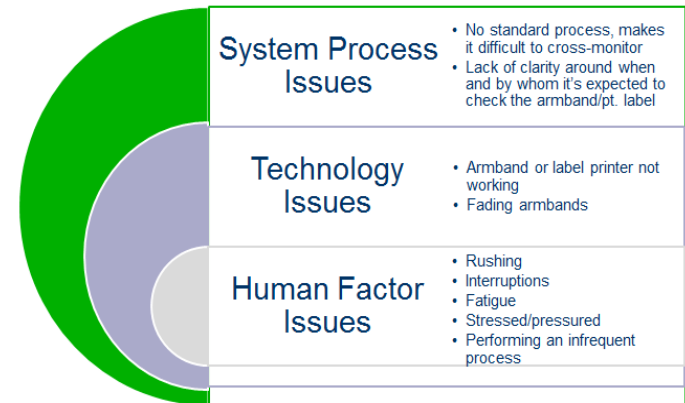 System Process
Issues
• No standard process, makes
it difficult to cross-monitor
• Lack of clarity around when
and by whom it's expected to
check the armband/pt. label
Technology
Issues
• Armband or label printer not
working
• Fading armbands
Human Factor
Issues
• Rushing
• Interruptions
• Fatigue
• Stressed/pressured
• Performing an infrequent
process